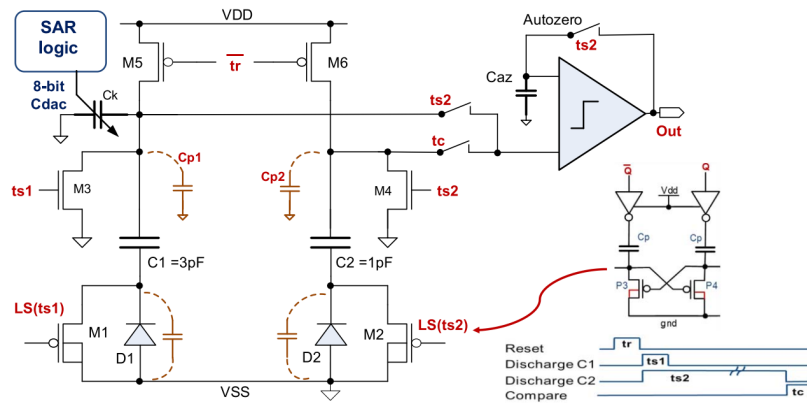 SAR
logic
VDD
Autozero
ts2
M5
tr
M6
8-bit
Cdac
Ck
ts2
Caz
tc
Out
Cp1
Cp2
ts1
M3
M4
ts2
Q
Q
Vdd
C1 =3pF
C2 =1pF
Cp
Cp
P3
P4
gnd
LS(ts1)
M1
D1
D2
M2
LS(ts2)
VSS
Reset
tr
Discharge C1
ts1
Discharge C2
ts2
Compare
tc